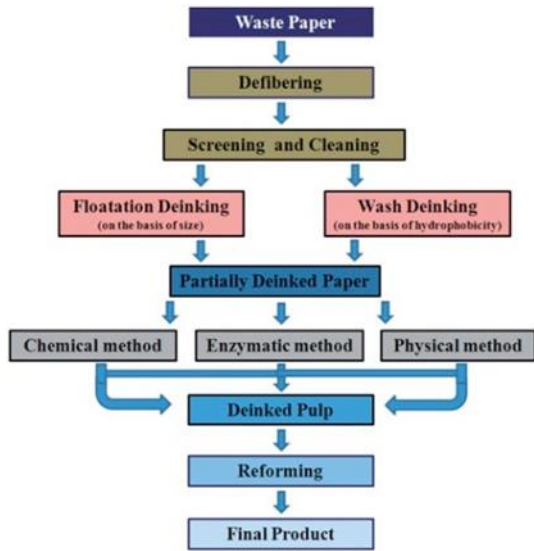 Waste Paper
Defibering
Screening and Cleaning
Floatation Deinking
(on the basis of size)
Wash Deinking
(on the basis of hydrophobicity)
Partially Deinked Paper
Chemical method
Enzymatic method
Physical method
Deinked Pulp
Reforming
Final Product